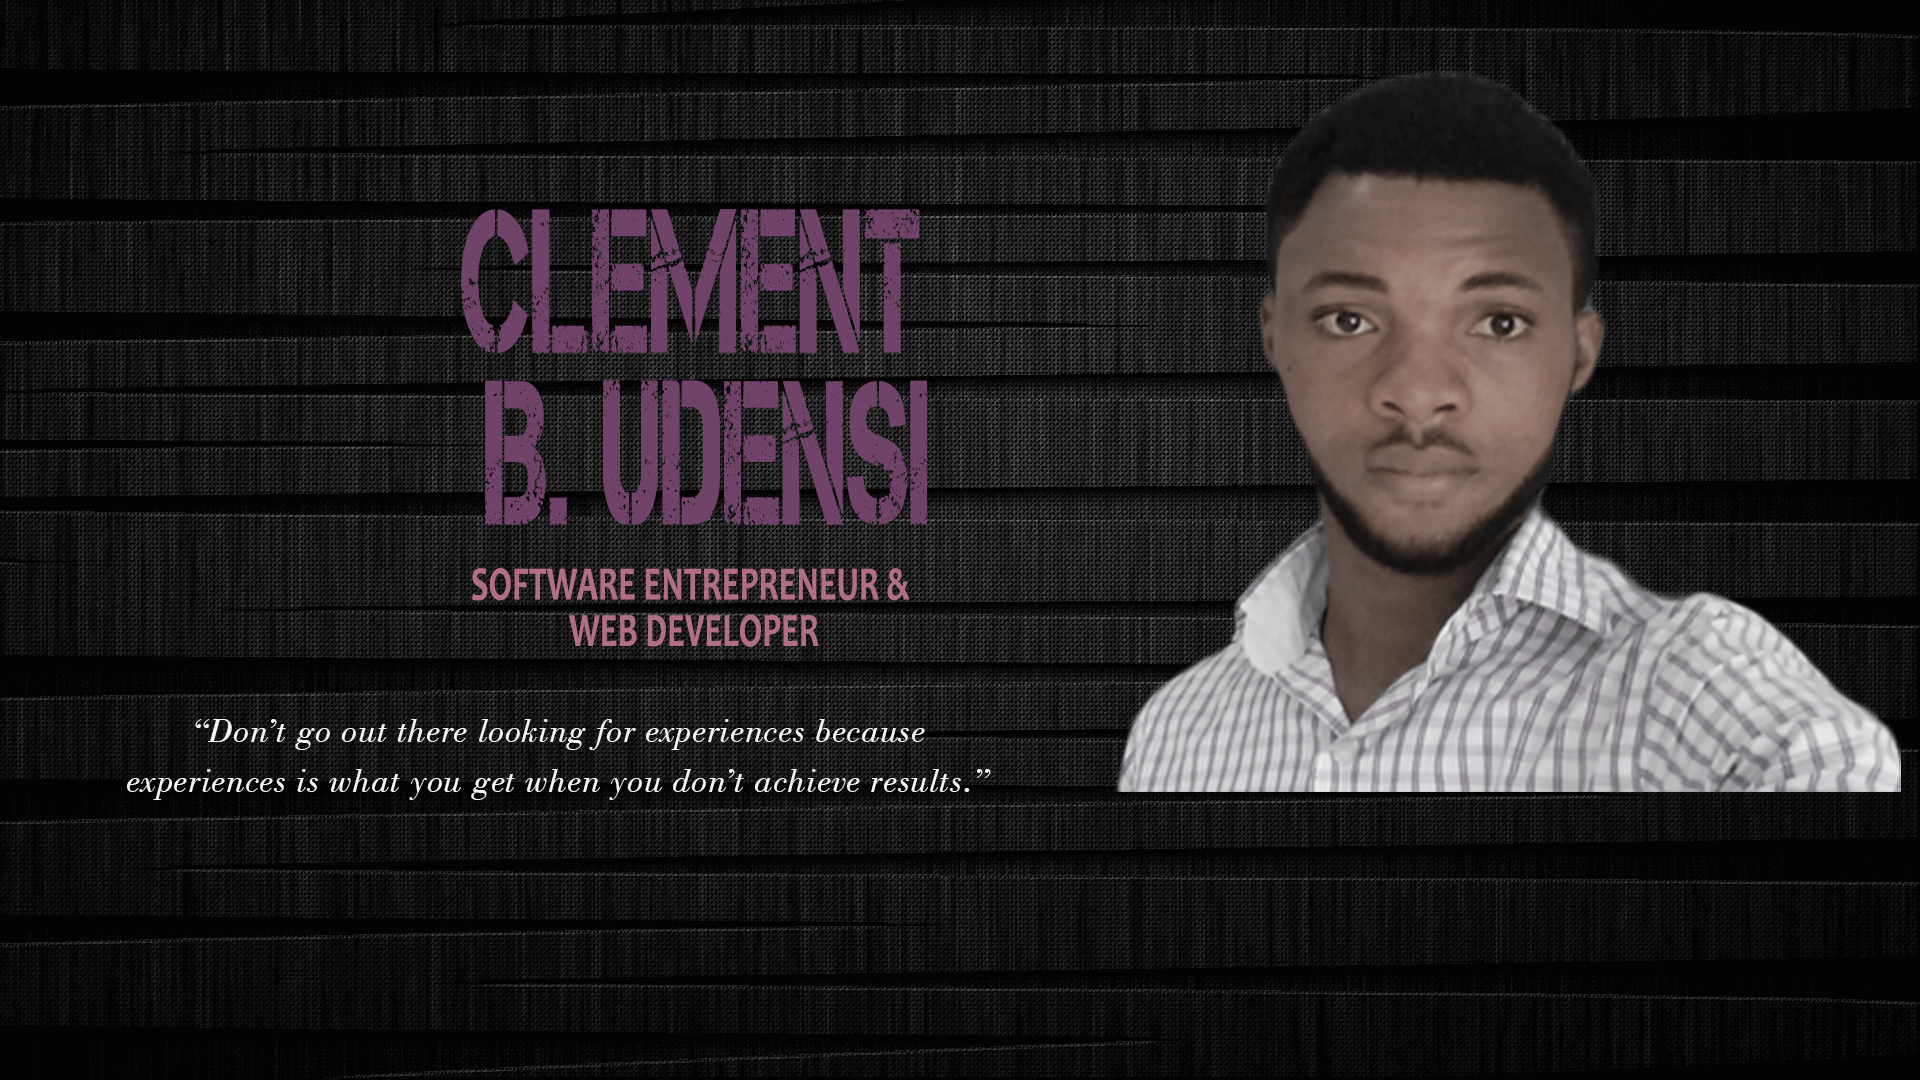 CLEMENT
B. UDENSI
SOFTWARE ENTREPRENEUR &
WEB DEVELOPER
“Don’t go out there looking for experiences because
experiences is what you get when you don’t achieve results.”